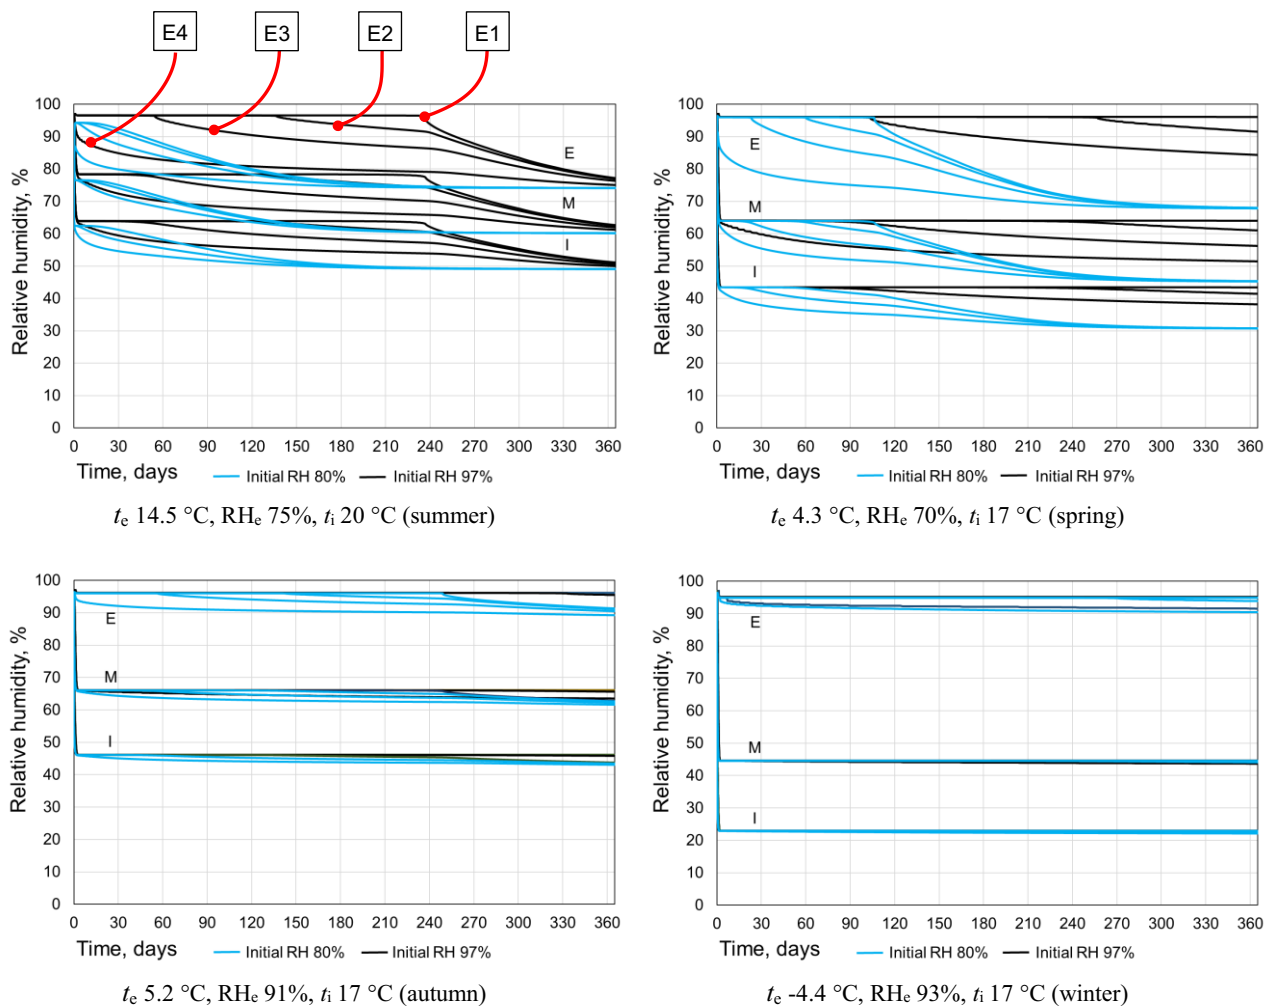 E4 E3 E2 E1
100
90
80
70
60
50
40
30
20
10
0
Relative humidity, %
E
M
I
0 30 60 90 120 150 180 210 240 270 300 330 360
Time, days
Initial RH 80% Initial RH 97%
te 14.5 °C, RHe 75%, ti 20 °C (summer)
100
90
80
70
60
50
40
30
20
10
0
Relative humidity, %
E
M
I
0 30 60 90 120 150 180 210 240 270 300 330 360
Time, days
Initial RH 80% Initial RH 97%
te 4.3 °C, RHe 70%, ti 17 °C (spring)
100
90
80
70
60
50
40
30
20
10
0
Relative humidity, %
E
M
I
0 30 60 90 120 150 180 210 240 270 300 330 360
Time, days
Initial RH 80% Initial RH 97%
te 5.2 °C, RHe 91%, ti 17 °C (autumn)
100
90
80
70
60
50
40
30
20
10
0
Relative humidity, %
E
M
I
0 30 60 90 120 150 180 210 240 270 300 330 360
Time, days
Initial RH 80% Initial RH 97%
te -4.4 °C, RHe 93%, ti 17 °C (winter)